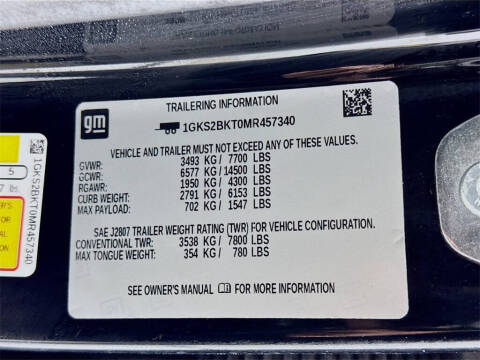 gm
TRAILERING INFORMATION
1GKS2BKT0MR457340
VEHICLE AND TRAILER MUST NOT EXCEED ANY OF THESE VALUES.
GVWR: 3493 KG/ 7700 LBS
GCWR: 6577 KG/14500 LBS
RGAWR: 1950 KG/ 4300 LBS
CURB WEIGHT: 2791 KG/ 6153 LBS
MAX PAYLOAD: 702 KG/ 1547 LBS
SAE J2807 TRAILER WEIGHT RATING (TWR) FOR VEHICLE CONFIGURATION.
CONVENTIONAL TWR: 3538 KG/ 7800 LBS
MAX TONGUE WEIGHT: 354 KG/ 780 LBS
SEE OWNER'S MANUAL FOR MORE INFORMATION
1GKS2BKT0MR457340
5
lbs.
FOR